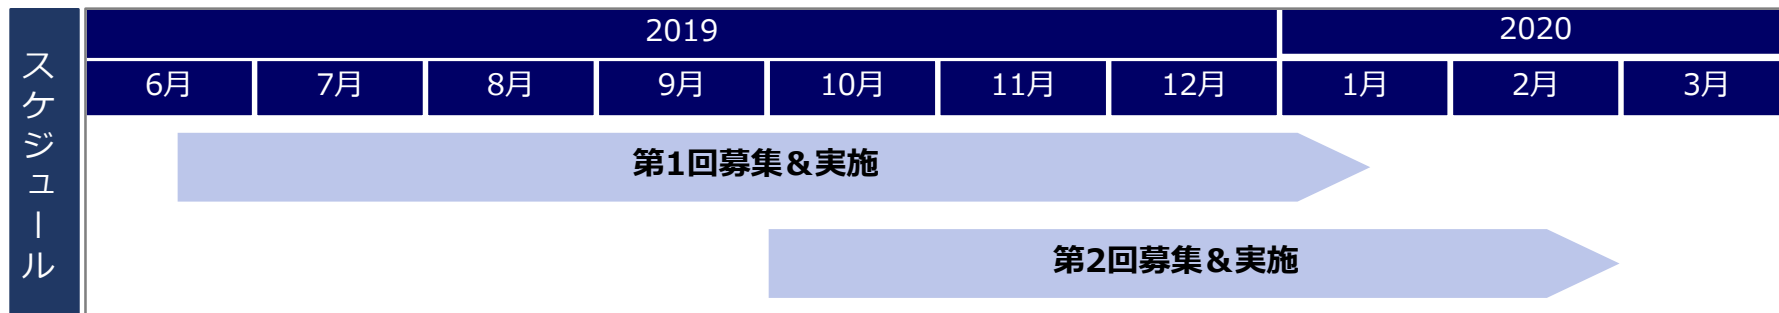 スケジュール
2019
2020
6月
7月
8月
9月
10月
11月
12月
1月
2月
3月
第1回募集＆実施
第2回募集＆実施